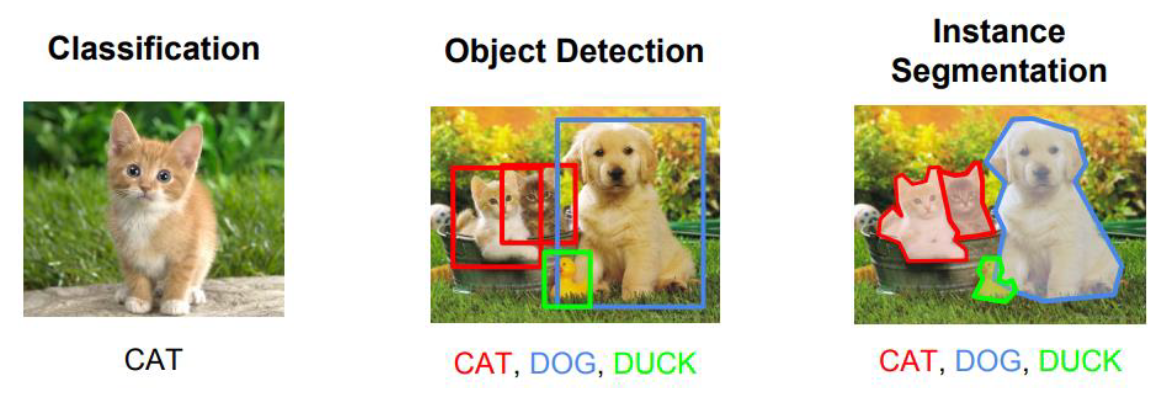 Classification
Object Detection
Instance
Segmentation
CAT
CAT, DOG, DUCK
CAT, DOG, DUCK